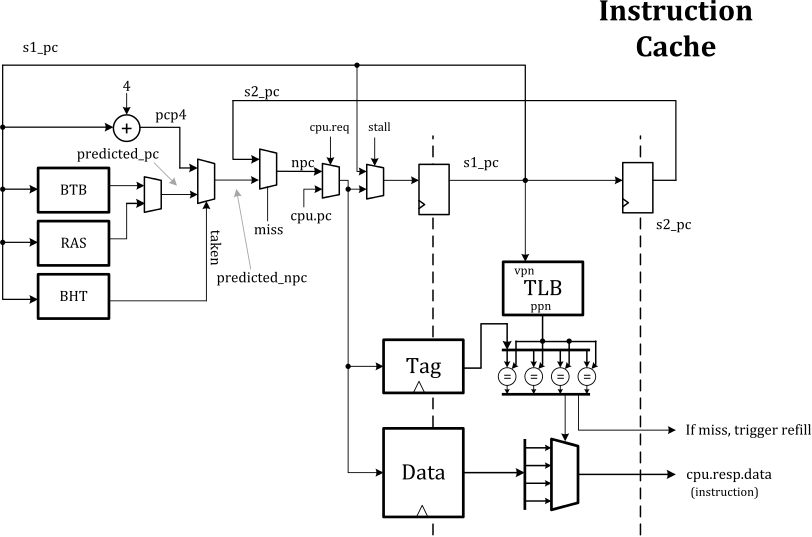 Instruction
Cache
s1_pc
4
s2_pc
pcp4
cpu.req
stall
+
predicted_pc
npc
s1_pc
BTB
cpu.pc
miss
s2_pc
RAS
taken
predicted_npc
vpn
TLB
ppn
BHT
Tag
= = = =
If miss, trigger refill
Data
cpu.resp.data
(instruction)